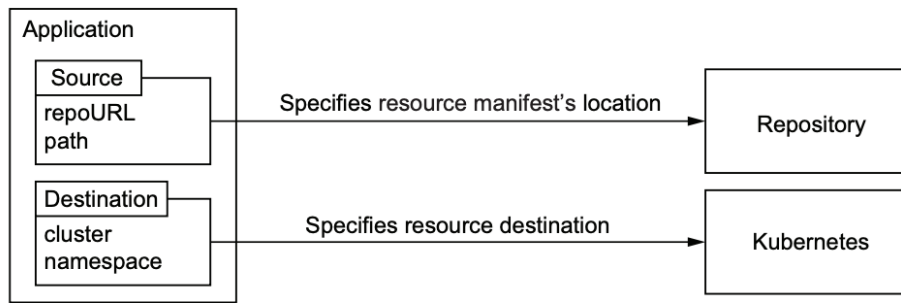 Application
Source
repoURL
path
Specifies resource manifest's location
Repository
Destination
cluster
namespace
Specifies resource destination
Kubernetes